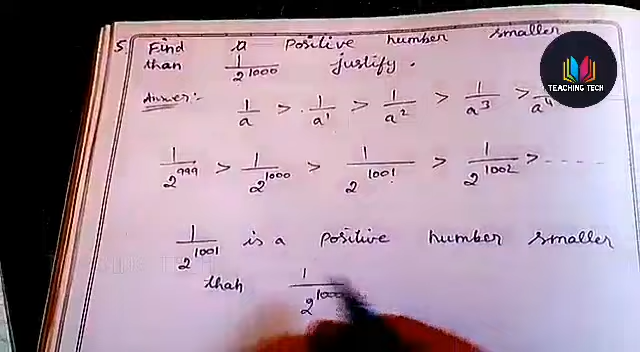 5. Find a positive number smaller
than 1/2^1000 justify.
TEACHING TECH
Answer:-
1/a > 1/a^1 > 1/a^2 > 1/a^3 > 1/a^4
1/2^999 > 1/2^1000 > 1/2^1001 > 1/2^1002 > - - - -
1/2^1001 is a positive number smaller
than 1/2^1000